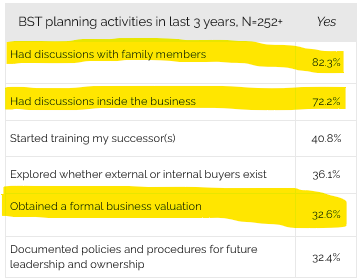 BST planning activities in last 3 years, N=252+ Yes
Had discussions with family members 82.3%
Had discussions inside the business 72.2%
Started training my successor(s) 40.8%
Explored whether external or internal buyers exist 36.1%
Obtained a formal business valuation 32.6%
Documented policies and procedures for future
leadership and ownership 32.4%